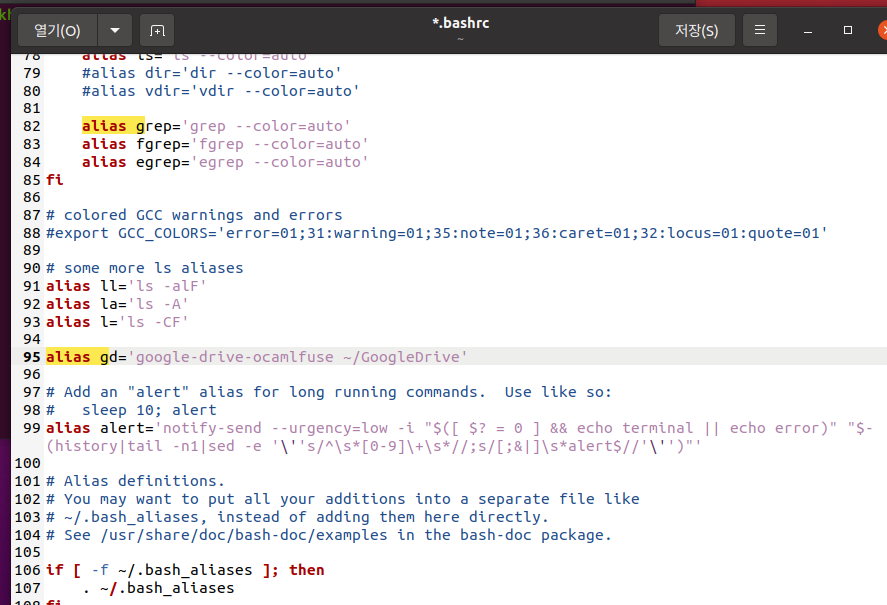 열기(O)
*.bashrc
~
저장(S)
78 alias ls='ls --color=auto'
79 #alias dir='dir --color=auto'
80 #alias vdir='vdir --color=auto'
81
82 alias grep='grep --color=auto'
83 alias fgrep='fgrep --color=auto'
84 alias egrep='egrep --color=auto'
85 fi
86
87 # colored GCC warnings and errors
88 #export GCC_COLORS='error=01;31:warning=01;35:note=01;36:caret=01;32:locus=01:quote=01'
89
90 # some more ls aliases
91 alias ll='ls -alF'
92 alias la='ls -A'
93 alias l='ls -CF'
94
95 alias gd='google-drive-ocamlfuse ~/GoogleDrive'
96
97 # Add an "alert" alias for long running commands.  Use like so:
98 #   sleep 10; alert
99 alias alert='notify-send --urgency=low -i "$([ $? = 0 ] && echo terminal || echo error)" "$-
(history|tail -n1|sed -e '\''s/^\s*[0-9]\+\s*//;s/[;&|]\s*alert$//'\'')"'
100
101 # Alias definitions.
102 # You may want to put all your additions into a separate file like
103 # ~/.bash_aliases, instead of adding them here directly.
104 # See /usr/share/doc/bash-doc/examples in the bash-doc package.
105
106 if [ -f ~/.bash_aliases ]; then
107     . ~/.bash_aliases
108 fi